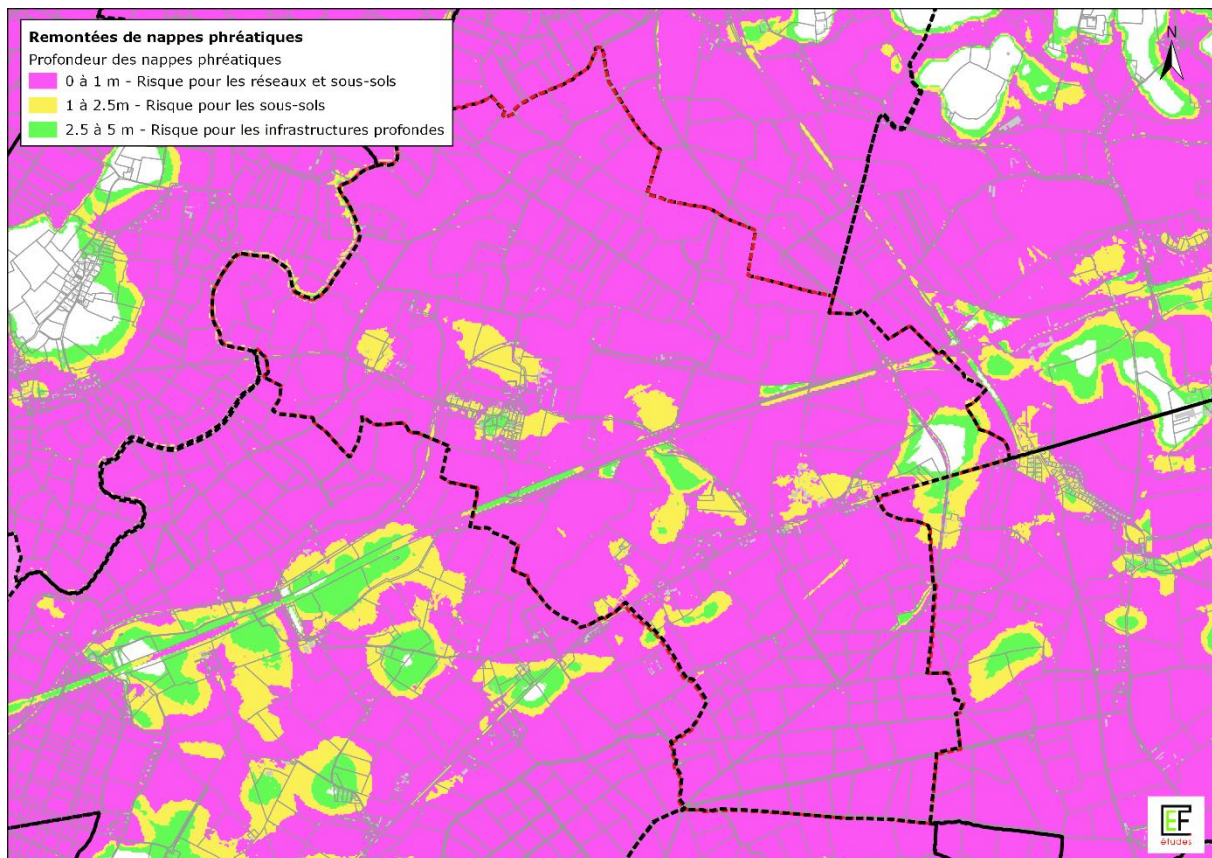 Remontées de nappes phréatiques
Profondeur des nappes phréatiques
0 à 1 m - Risque pour les réseaux et sous-sols
1 à 2.5m - Risque pour les sous-sols
2.5 à 5 m - Risque pour les infrastructures profondes
N
EF
études